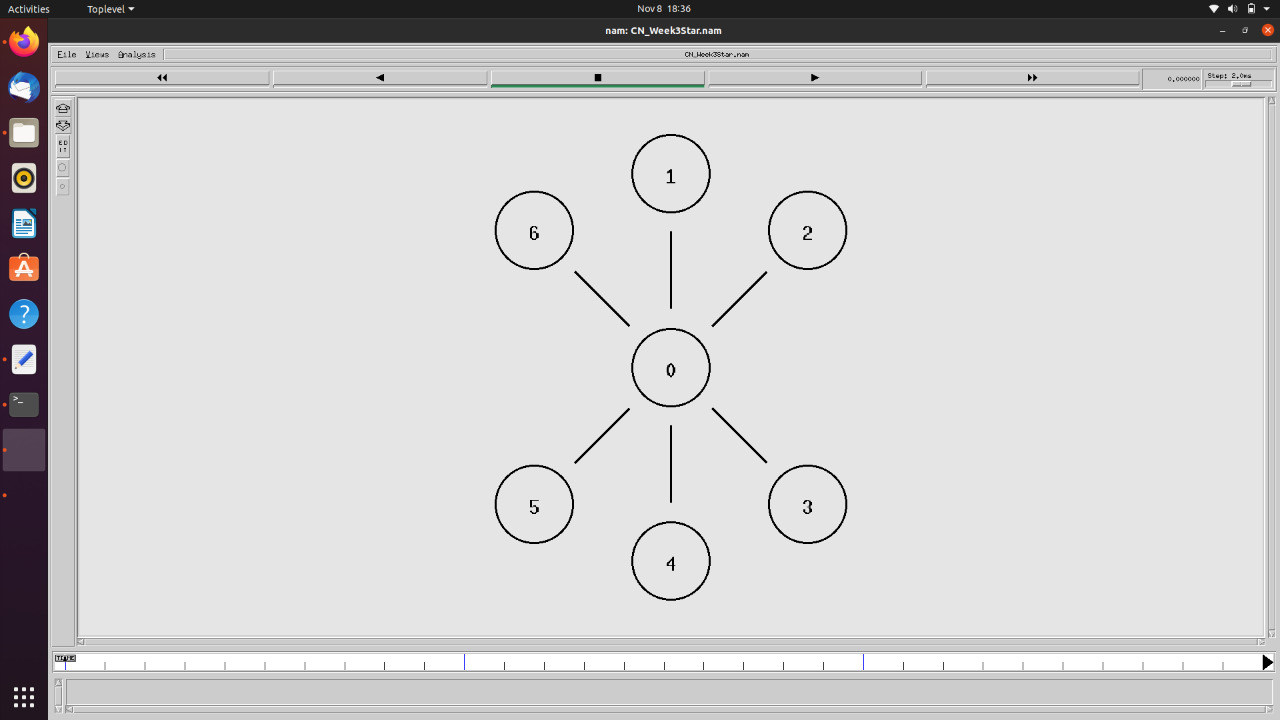 Activities Toplevel Nov 8 18:36
nam: CN_Week3Star.nam
File Views Analysis CN_Week3Star.nam
0.000000 Step: 2.0ms
E D
I T
1
6 2
0
5 3
4
TIME